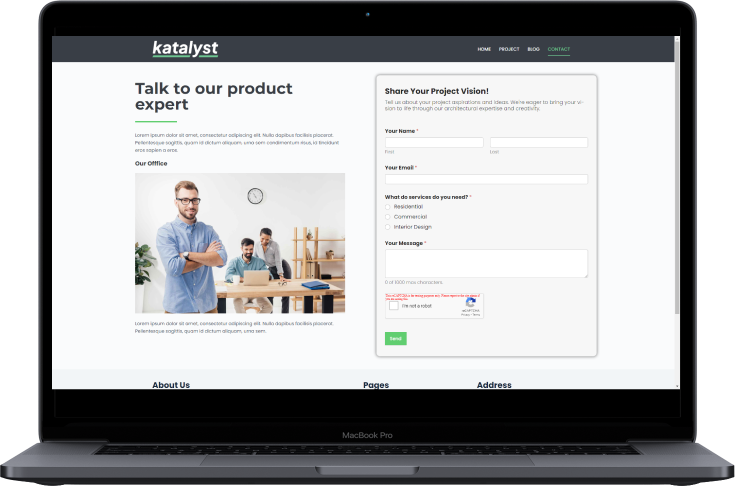 katalyst
HOME PROJECT BLOG CONTACT
Talk to our product
expert
Lorem ipsum dolor sit amet, consectetur adipiscing elit. Nulla dapibus facilisis placerat.
Pellentesque sagittis, quam id dictum aliquam, urna sem condimentum risus, id tincidunt
eros sapien a eros.
Our Offfice
Lorem ipsum dolor sit amet, consectetur adipiscing elit. Nulla dapibus facilisis placerat.
Pellentesque sagittis, quam id dictum aliquam, urna sem.
Share Your Project Vision!
Tell us about your project aspirations and ideas. We're eager to bring your vi-
sion to life through our architectural expertise and creativity.
Your Name *
First Last
Your Email *
What do services do you need? *
Residential
Commercial
Interior Design
Your Message *
0 of 1000 max characters.
I'm not a robot
reCAPTCHA
Privacy - Terms
Send
About Us Pages Address
MacBook Pro